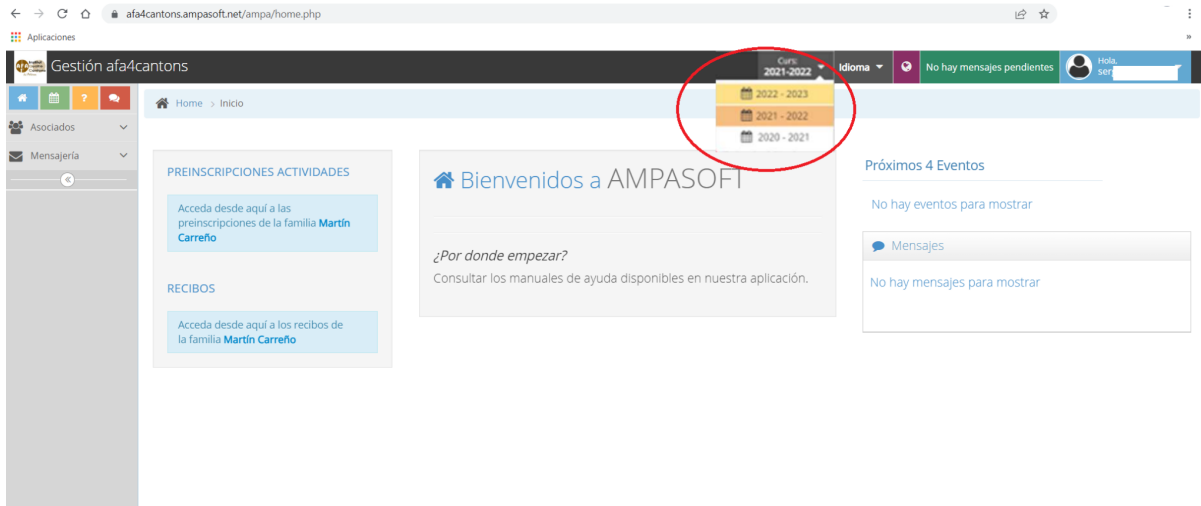 afa4cantons.ampasoft.net/ampa/home.php
Aplicaciones
»
Gestión afa4cantons
Curs:
2021-2022
Idioma
No hay mensajes pendientes
Hola,
ser
2022 - 2023
2021 - 2022
2020 - 2021
Home > Inicio
Asociados
Mensajería
PREINSCRIPCIONES ACTIVIDADES
Acceda desde aquí a las
preinscripciones de la familia Martín
Carreño
RECIBOS
Acceda desde aquí a los recibos de
la familia Martín Carreño
Bienvenidos a AMPASOFT
¿Por donde empezar?
Consultar los manuales de ayuda disponibles en nuestra aplicación.
Próximos 4 Eventos
No hay eventos para mostrar
Mensajes
No hay mensajes para mostrar